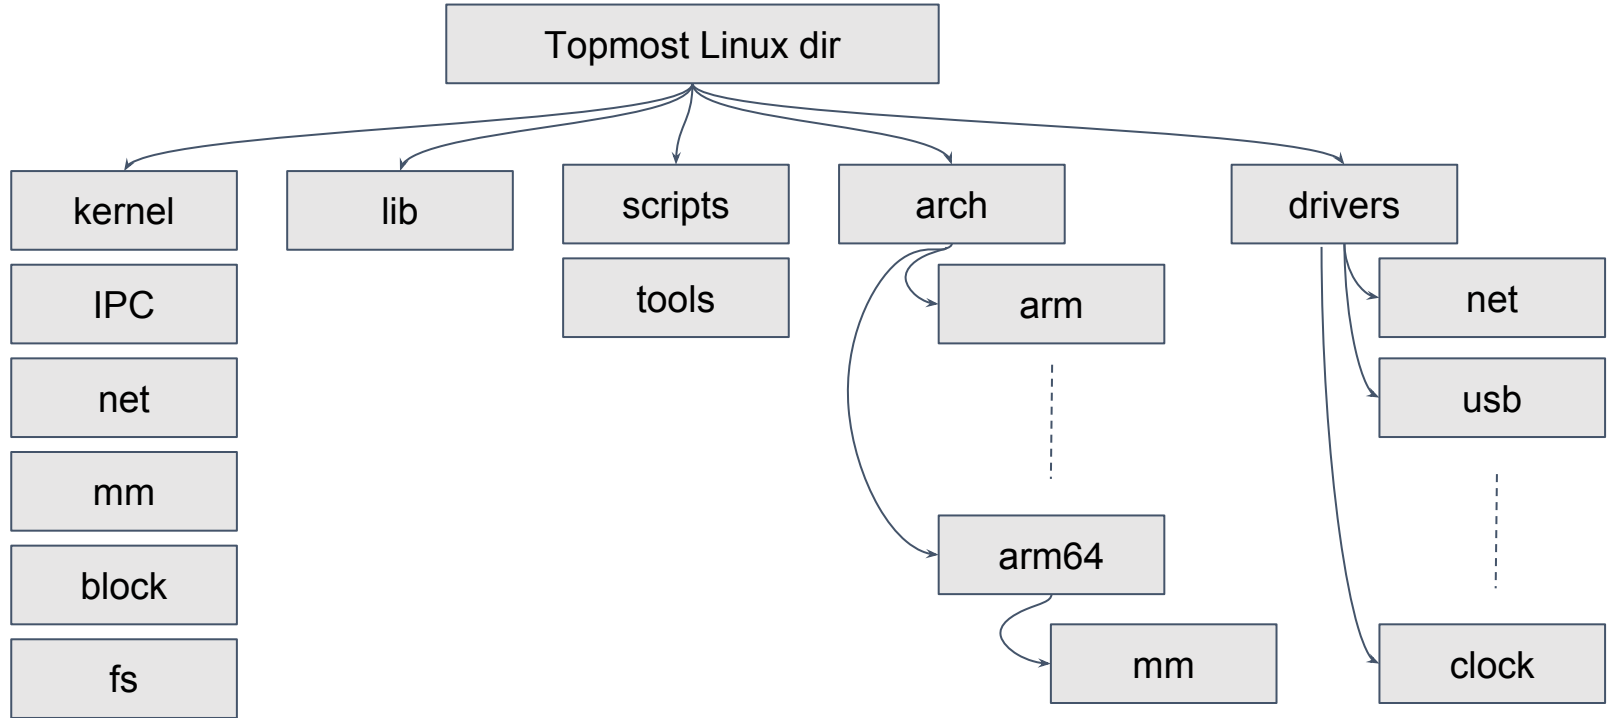 Topmost Linux dir
kernel
lib
scripts
arch
drivers
IPC
tools
arm
net
net
usb
mm
block
arm64
fs
mm
clock